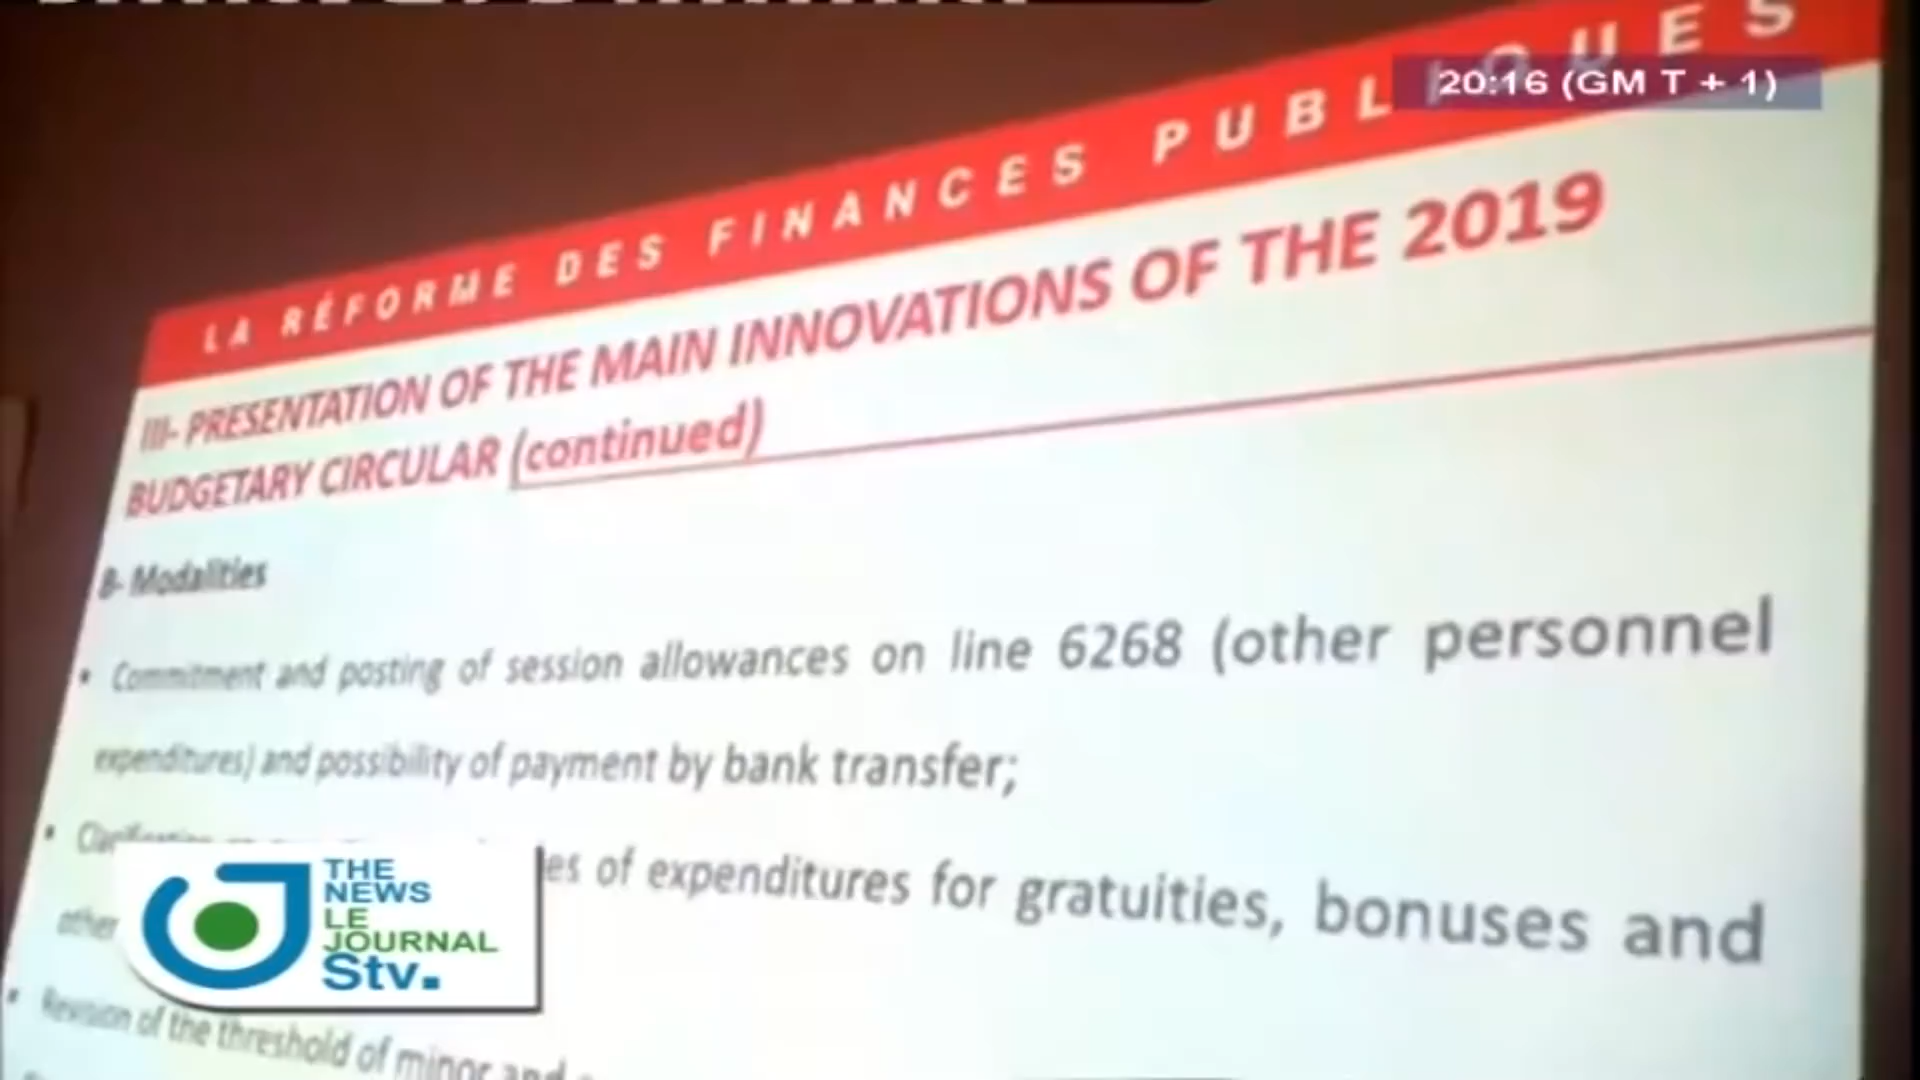 20:16 (GMT + 1)
LA RÉFORME DES FINANCES PUBLIQUES
III- PRESENTATION OF THE MAIN INNOVATIONS OF THE 2019
BUDGETARY CIRCULAR (continued)
B- Modalities
• Commitment and posting of session allowances on line 6268 (other personnel
expenditures) and possibility of payment by bank transfer;
• of expenditures for gratuities, bonuses and
other
• Revision of the threshold of minor and
THE
NEWS
LE
JOURNAL
Stv.